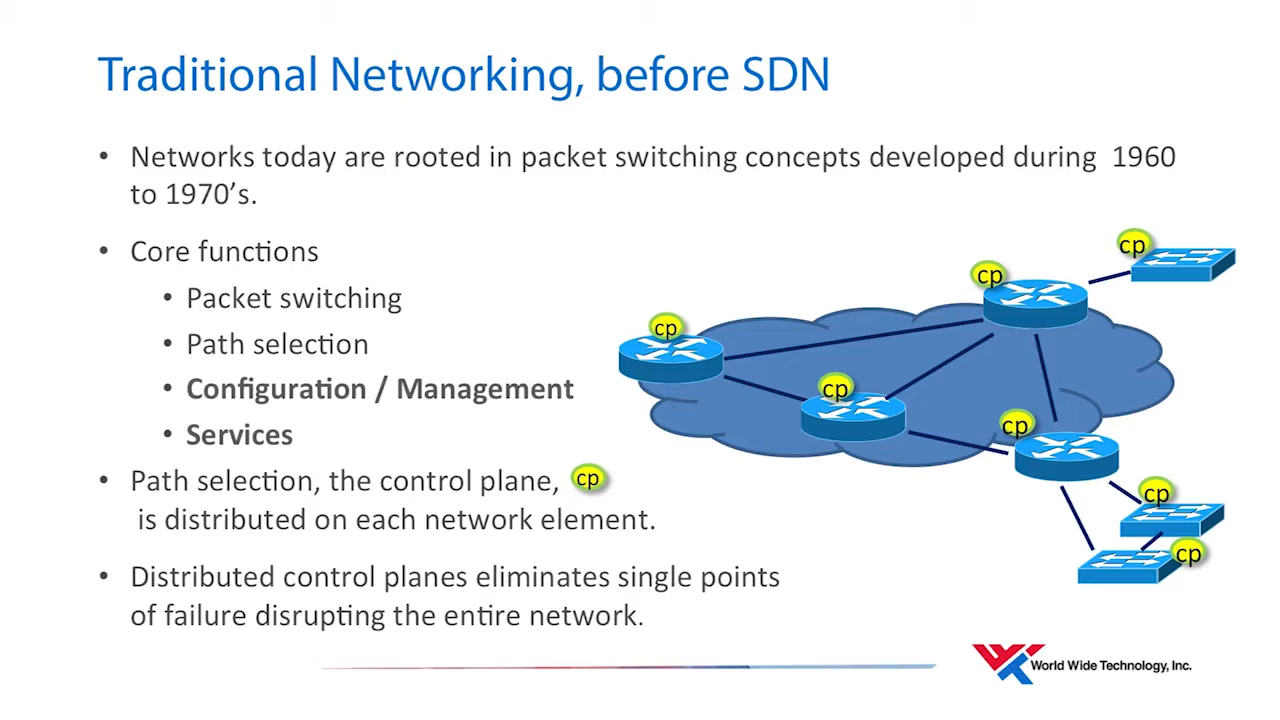 Traditional Networking, before SDN
• Networks today are rooted in packet switching concepts developed during  1960
to 1970’s.
• Core functions
• Packet switching
• Path selection
• Configuration / Management
• Services
• Path selection, the control plane, cp
is distributed on each network element.
• Distributed control planes eliminates single points
of failure disrupting the entire network.
cp
cp
cp
cp
cp
cp
cp
World Wide Technology, Inc.